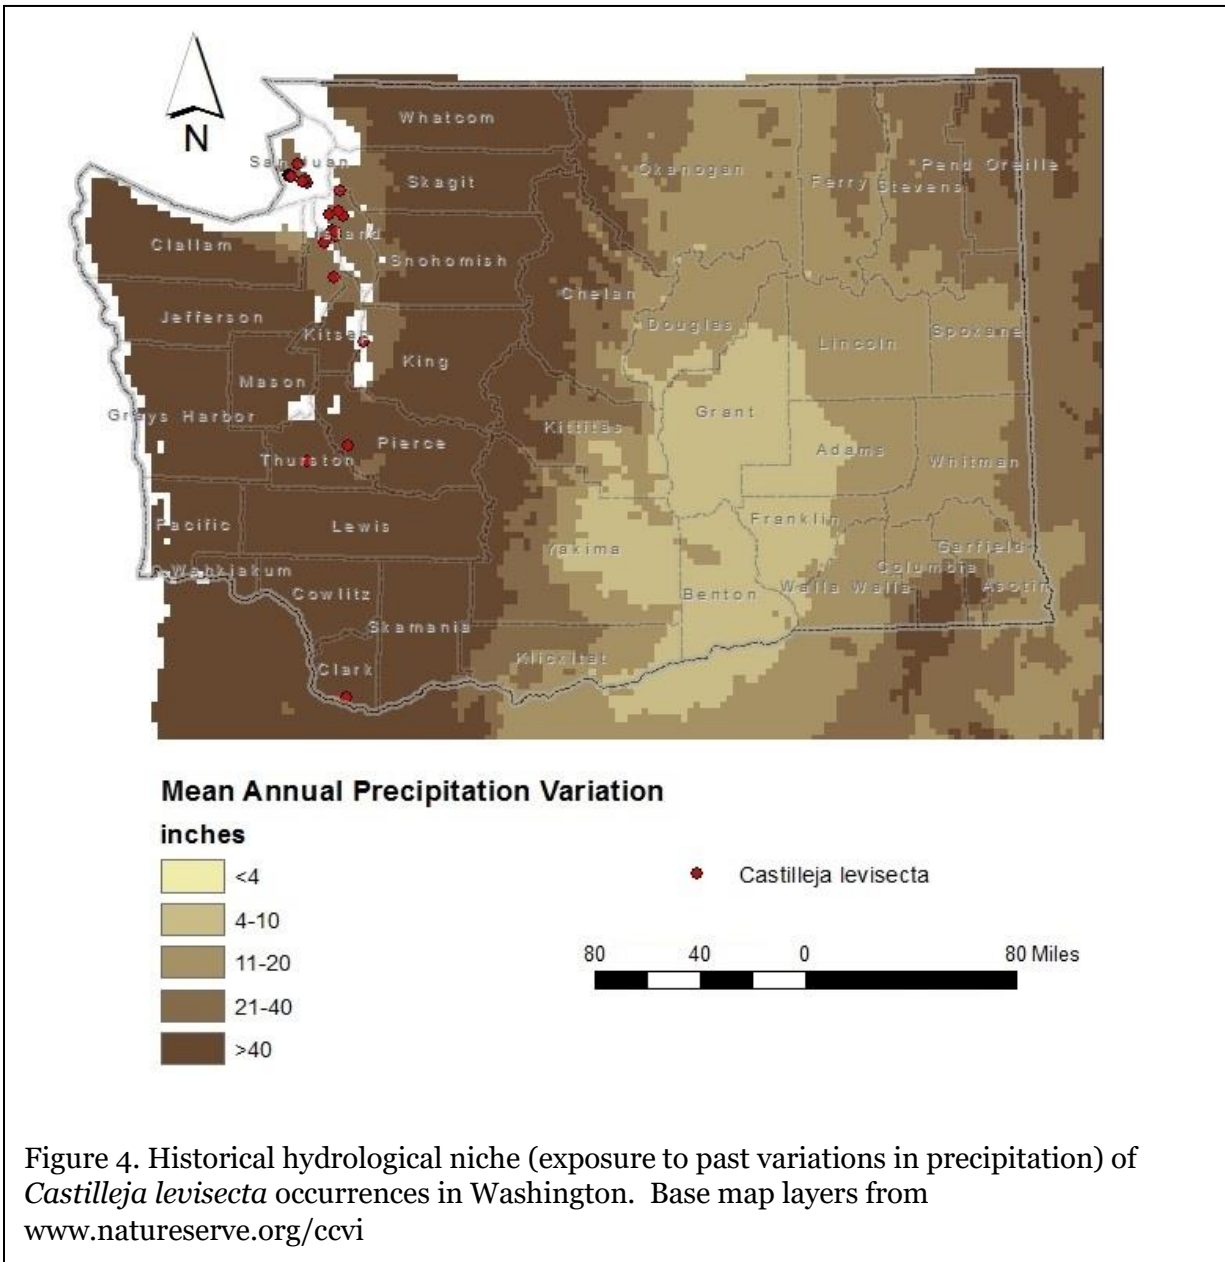 N
Whatcom
San Juan
Skagit
Okanogan
Ferry
Stevens
Pend Oreille
Clallam
Island
Snohomish
Chelan
Jefferson
Kitsap
King
Douglas
Lincoln
Spokane
Mason
Grays Harbor
Grant
Kittitas
Pierce
Thurston
Adams
Whitman
Pacific
Lewis
Franklin
Yakima
Garfield
Columbia
Wahkiakum
Cowlitz
Benton
Walla Walla
Asotin
Skamania
Klickitat
Clark
Mean Annual Precipitation Variation
inches
<4
4-10
11-20
21-40
>40
Castilleja levisecta
80 40 0 80 Miles
Figure 4. Historical hydrological niche (exposure to past variations in precipitation) of
Castilleja levisecta occurrences in Washington. Base map layers from
www.natureserve.org/ccvi